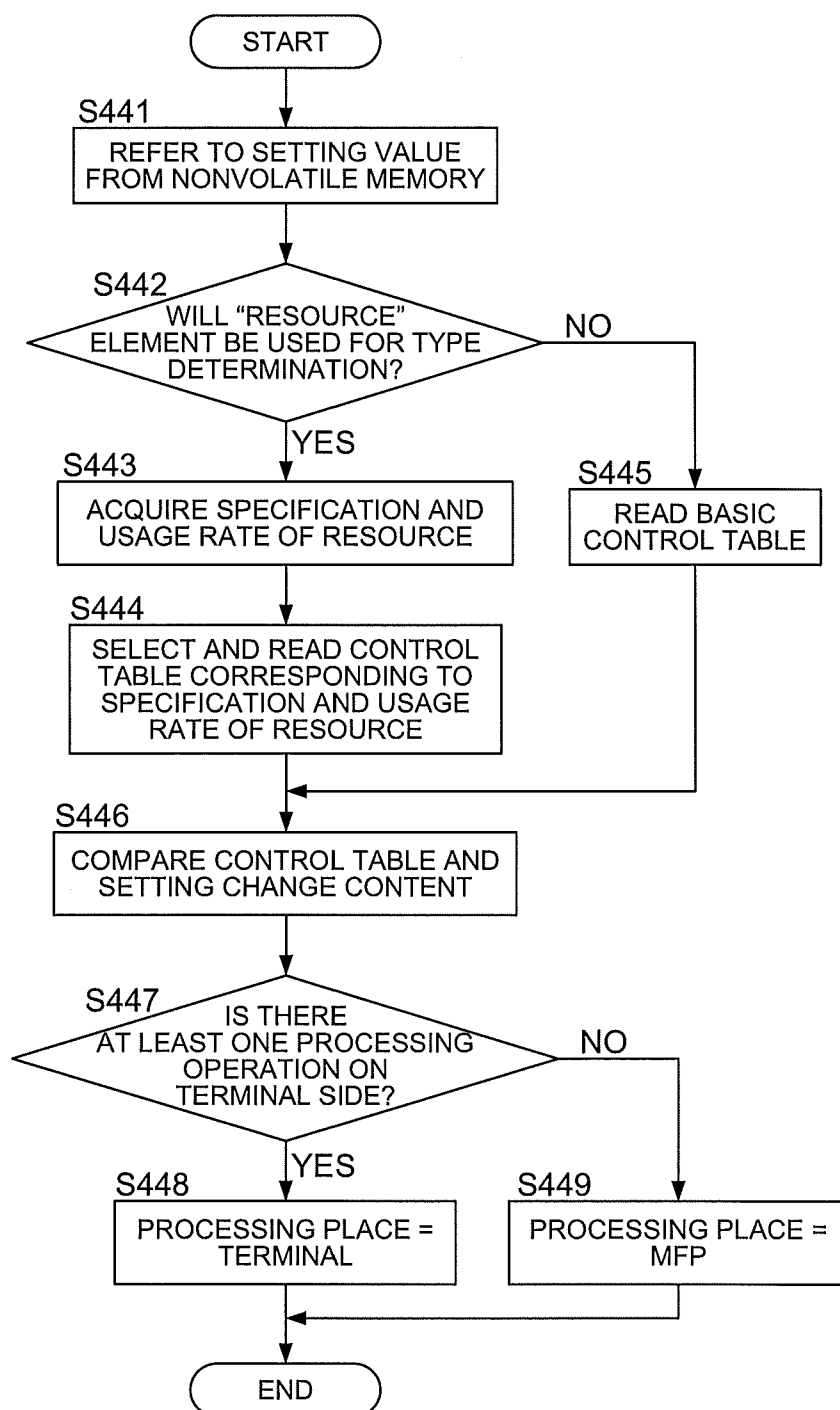 START
S441
REFER TO SETTING VALUE
FROM NONVOLATILE MEMORY
S442
WILL “RESOURCE”
ELEMENT BE USED FOR TYPE
DETERMINATION?
NO
YES
S443
ACQUIRE SPECIFICATION AND
USAGE RATE OF RESOURCE
S445
READ BASIC
CONTROL TABLE
S444
SELECT AND READ CONTROL
TABLE CORRESPONDING TO
SPECIFICATION AND USAGE
RATE OF RESOURCE
S446
COMPARE CONTROL TABLE AND
SETTING CHANGE CONTENT
S447
IS THERE
AT LEAST ONE PROCESSING
OPERATION ON
TERMINAL SIDE?
NO
YES
S448
PROCESSING PLACE =
TERMINAL
S449
PROCESSING PLACE =
MFP
END